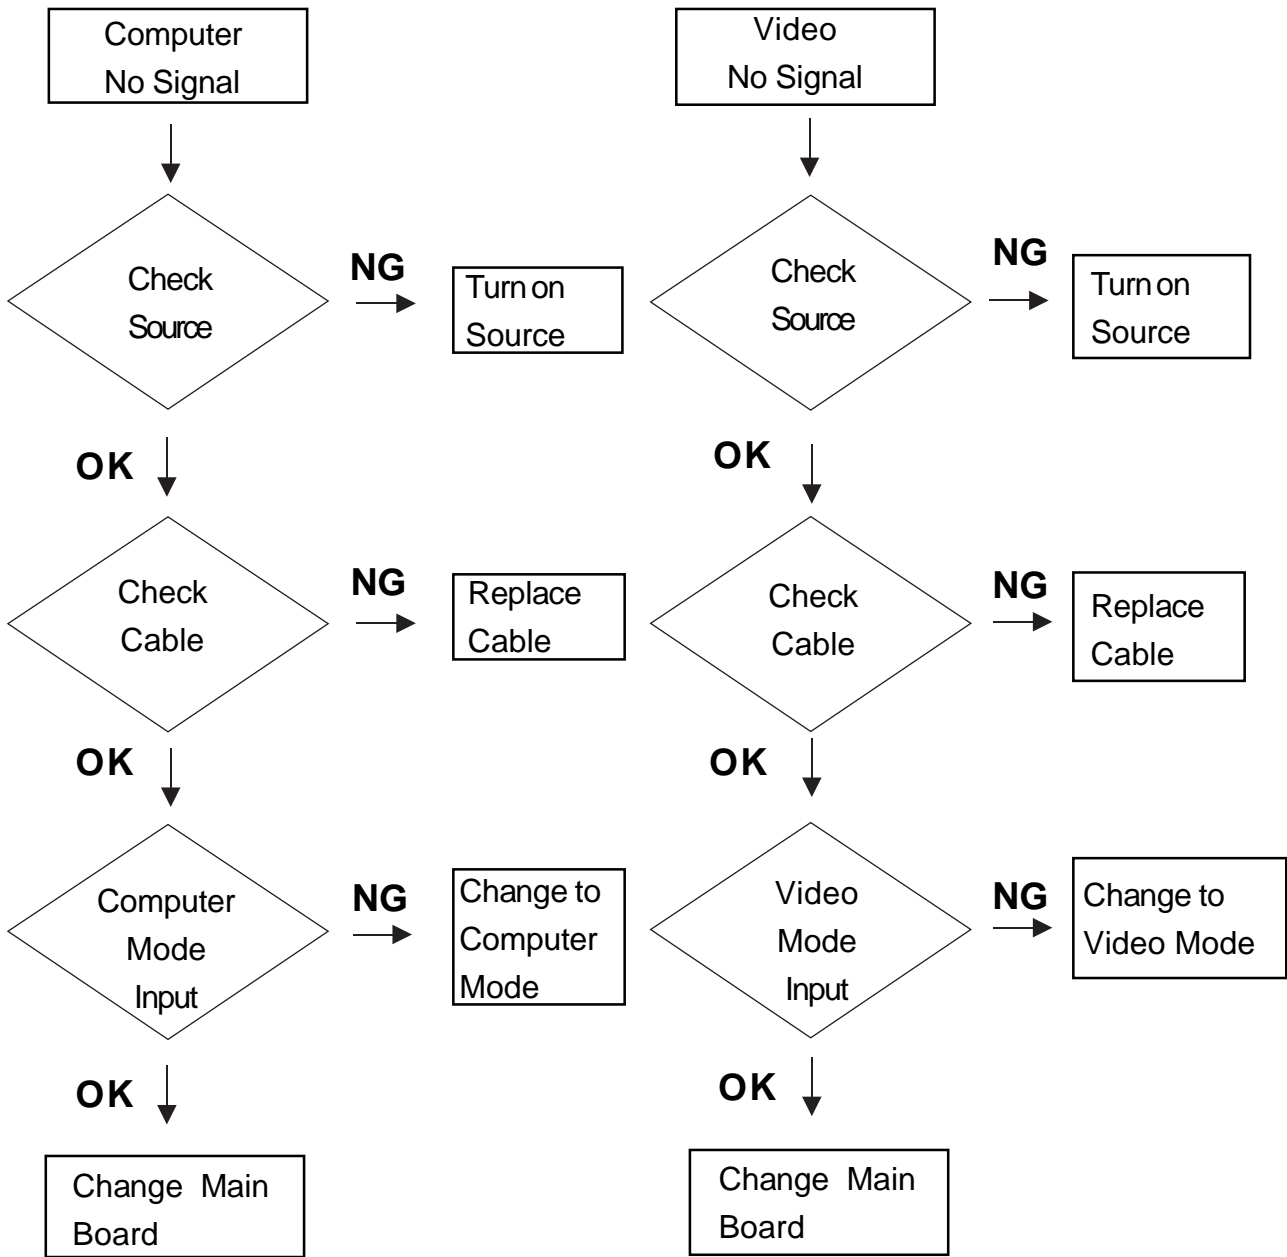 Computer
No Signal
Check
Source
NG
Turn on
Source
OK
Check
Cable
NG
Replace
Cable
OK
Computer
Mode
Input
NG
Change to
Computer
Mode
OK
Change Main
Board
Video
No Signal
Check
Source
NG
Turn on
Source
OK
Check
Cable
NG
Replace
Cable
OK
Video
Mode
Input
NG
Change to
Video Mode
OK
Change Main
Board